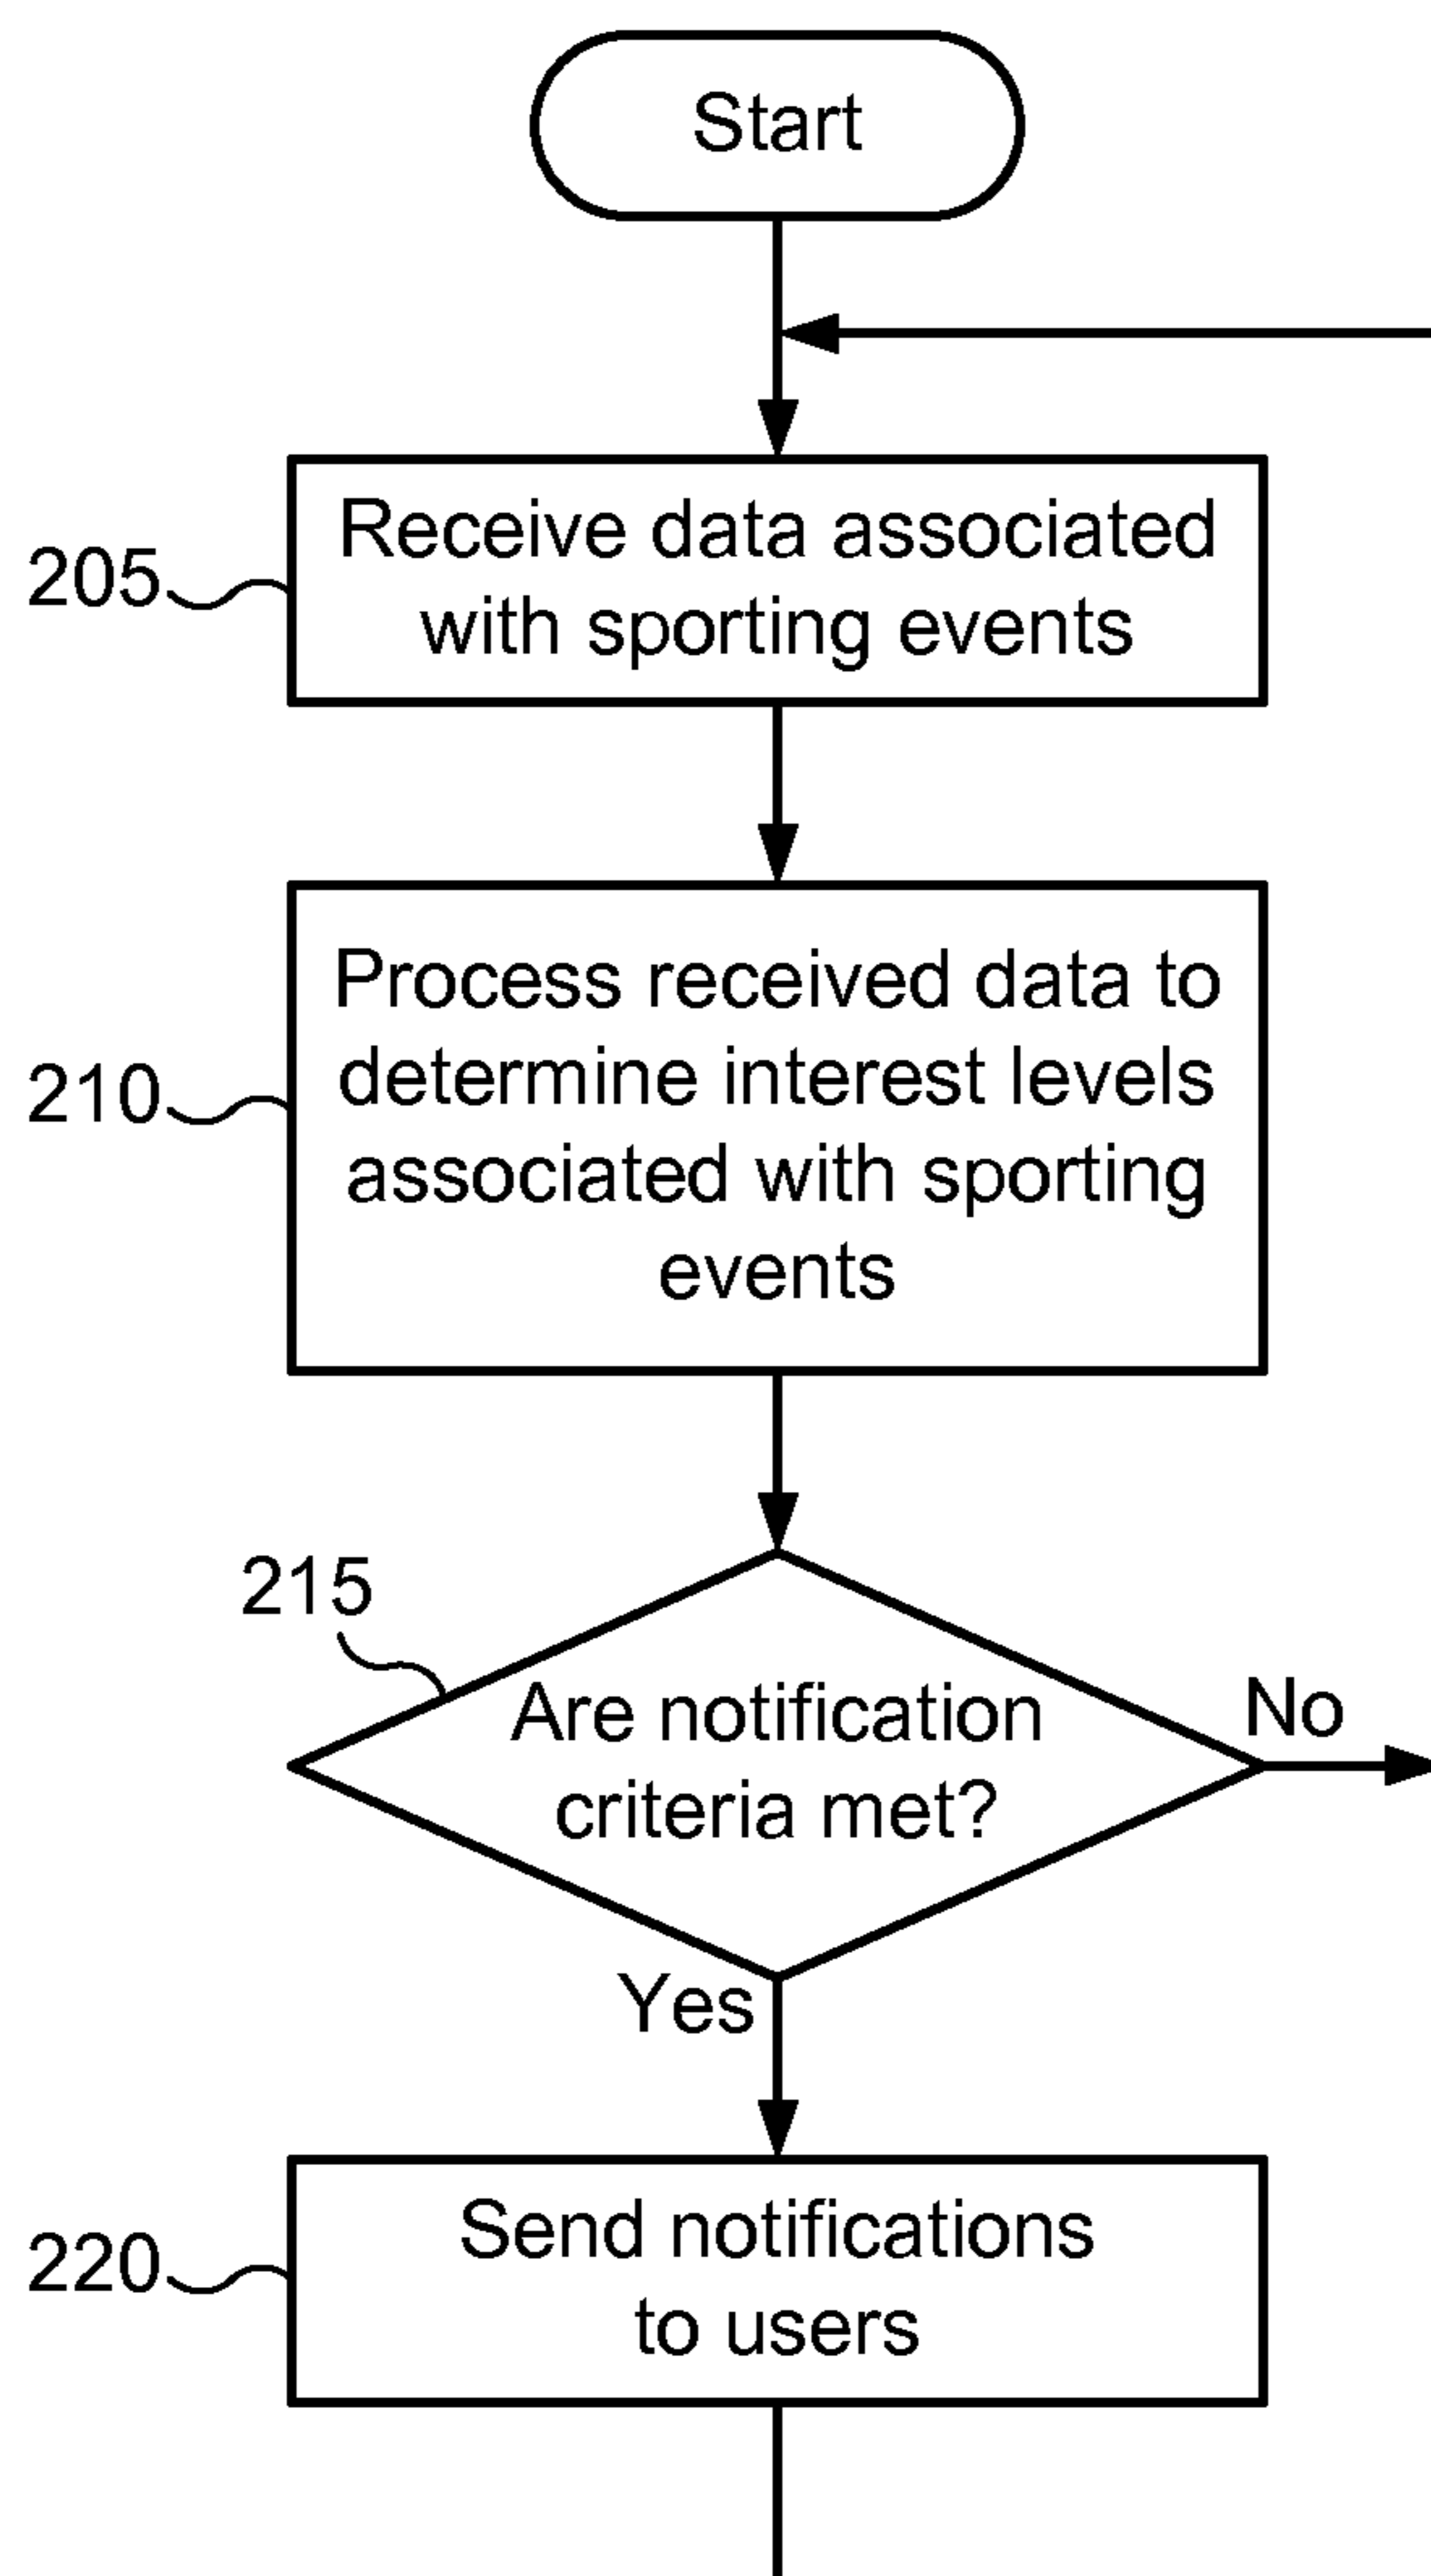 Start
205
Receive data associated
with sporting events
210
Process received data to
determine interest levels
associated with sporting
events
215
Are notification
criteria met?
No
Yes
220
Send notifications
to users